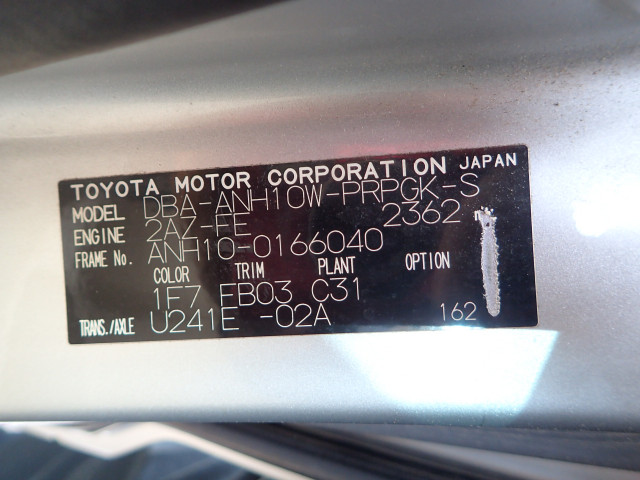 TOYOTA MOTOR CORPORATION JAPAN
MODEL DBA-ANH10W-PRPGK-S
ENGINE 2AZ-FE 2362
FRAME No. ANH10-0166040
COLOR TRIM PLANT OPTION
1F7 FB03 C31
TRANS./AXLE U241E -02A 162